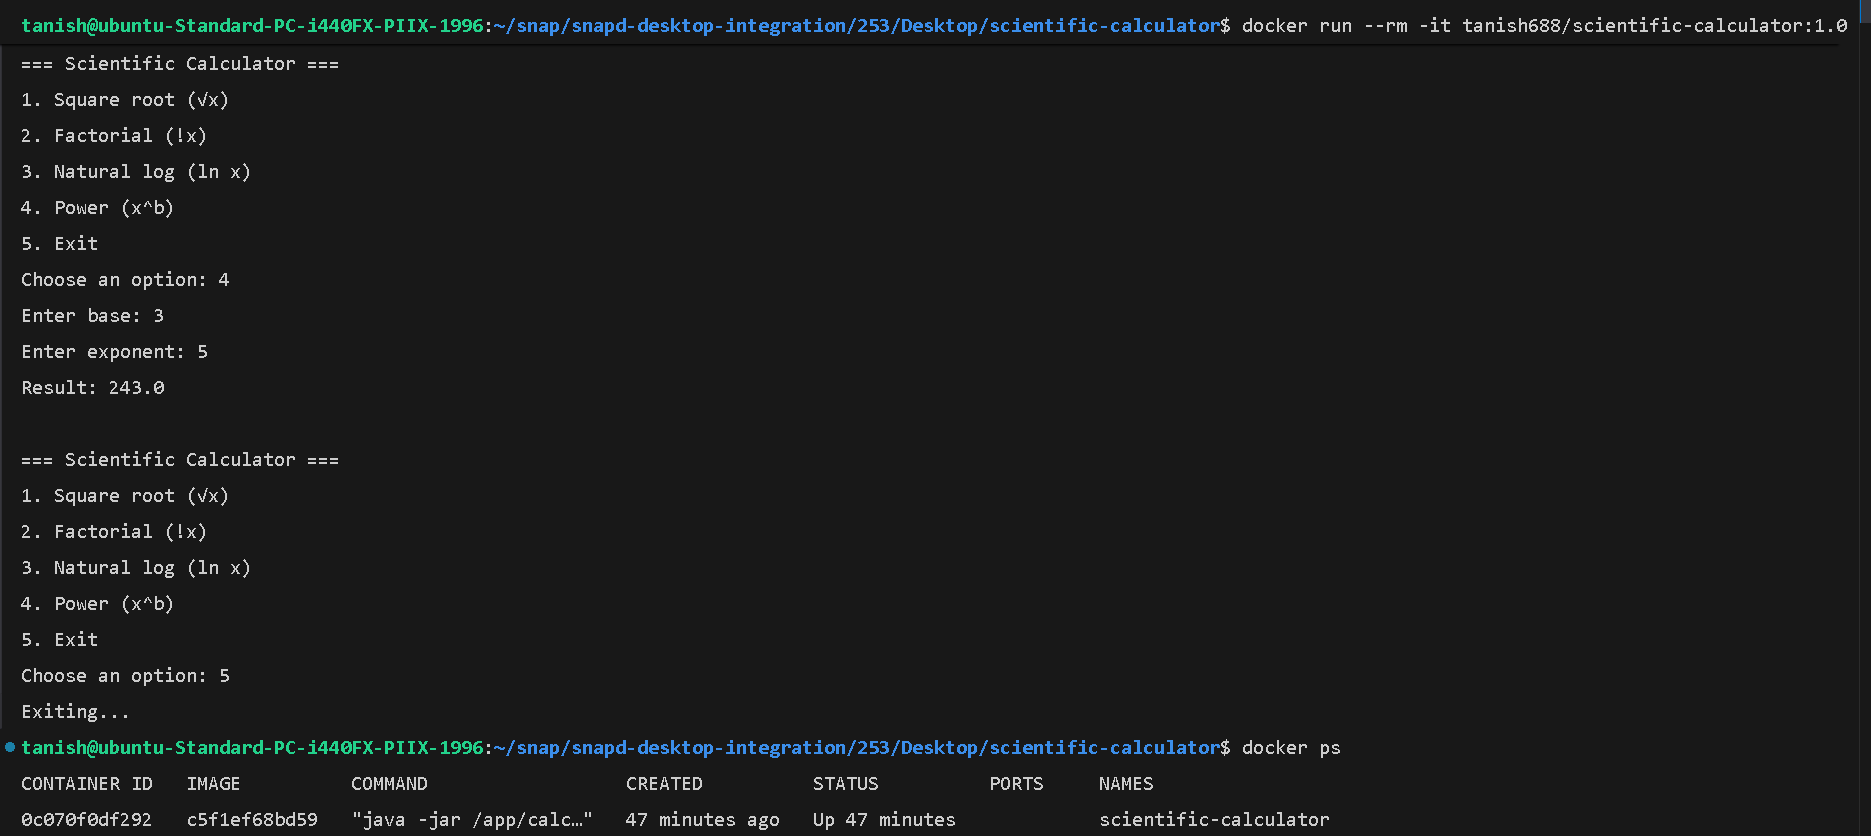 tanish@ubuntu-Standard-PC-i440FX-PIIX-1996:~/snap/snapd-desktop-integration/253/Desktop/scientific-calculator$ docker run --rm -it tanish688/scientific-calculator:1.0
=== Scientific Calculator ===
1. Square root (√x)
2. Factorial (!x)
3. Natural log (ln x)
4. Power (x^b)
5. Exit
Choose an option: 4
Enter base: 3
Enter exponent: 5
Result: 243.0
=== Scientific Calculator ===
1. Square root (√x)
2. Factorial (!x)
3. Natural log (ln x)
4. Power (x^b)
5. Exit
Choose an option: 5
Exiting...
tanish@ubuntu-Standard-PC-i440FX-PIIX-1996:~/snap/snapd-desktop-integration/253/Desktop/scientific-calculator$ docker ps
CONTAINER ID   IMAGE          COMMAND                  CREATED          STATUS          PORTS     NAMES
0c070f0df292   c5f1ef68bd59   "java -jar /app/calc…"   47 minutes ago   Up 47 minutes             scientific-calculator